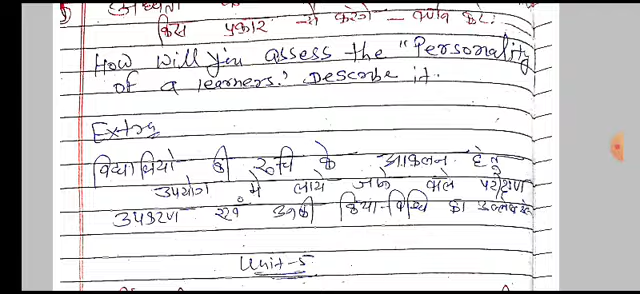 किस प्रकार से करेंगे – वर्णन करें।
How will you assess the "Personality
of a learners." Describe it.
Extra
विद्यार्थियो की रूचि के आकलन हेतु
उपयोग मे लाये जाने वाले परीक्षण
उपकरण एवं उनकी क्रिया-विधि का उल्लेख करे
Unit-5